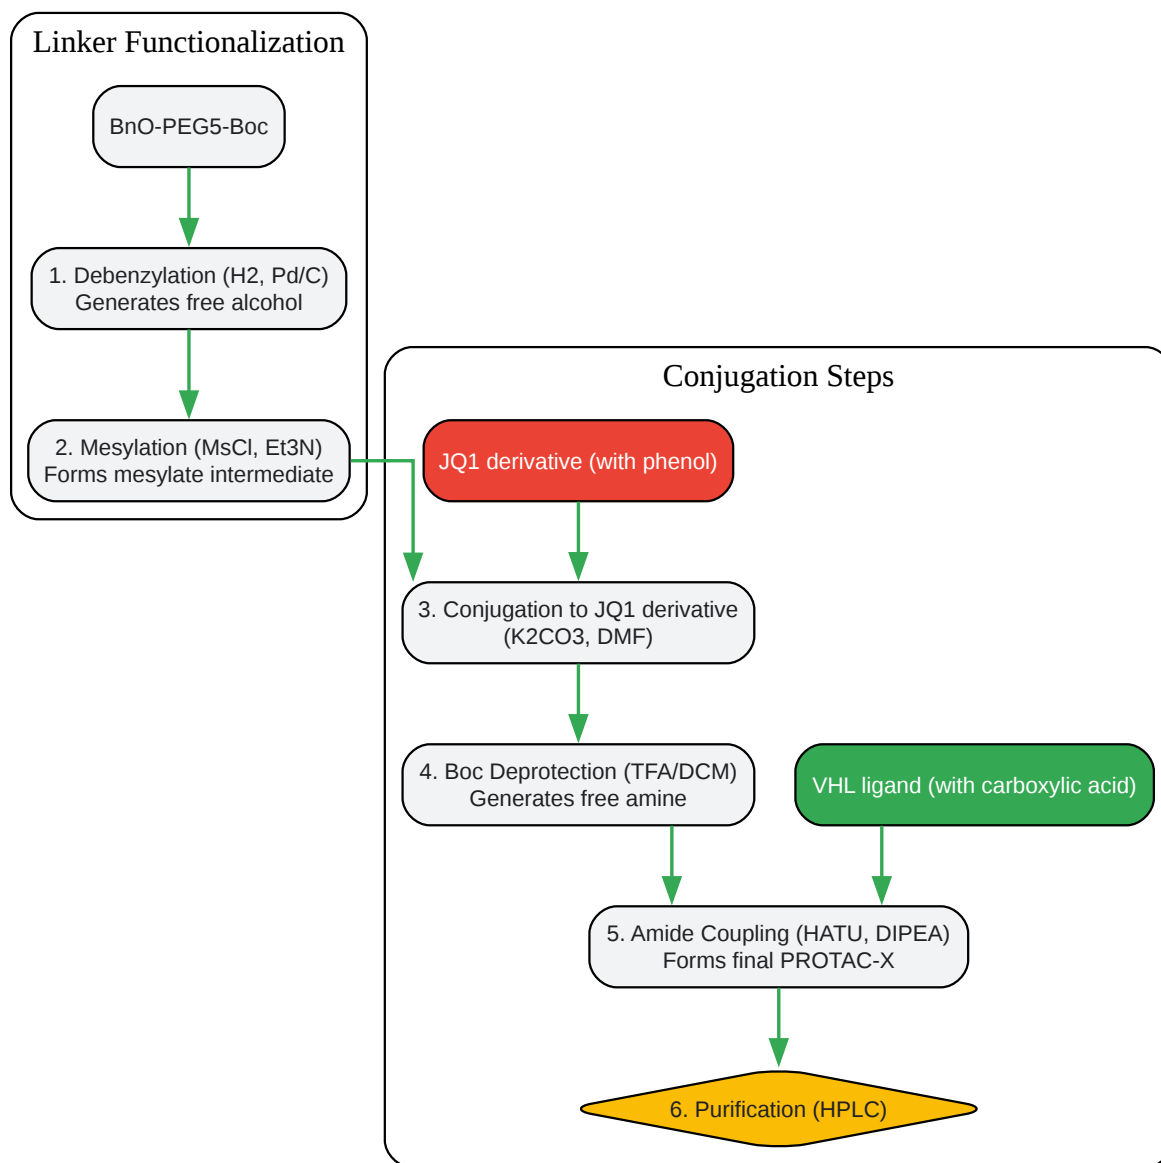 Linker Functionalization
BnO-PEG5-Boc
1. Debenzylation (H2, Pd/C)
Generates free alcohol
2. Mesylation (MsCl, Et3N)
Forms mesylate intermediate
Conjugation Steps
JQ1 derivative (with phenol)
3. Conjugation to JQ1 derivative
(K2CO3, DMF)
4. Boc Deprotection (TFA/DCM)
Generates free amine
VHL ligand (with carboxylic acid)
5. Amide Coupling (HATU, DIPEA)
Forms final PROTAC-X
6. Purification (HPLC)